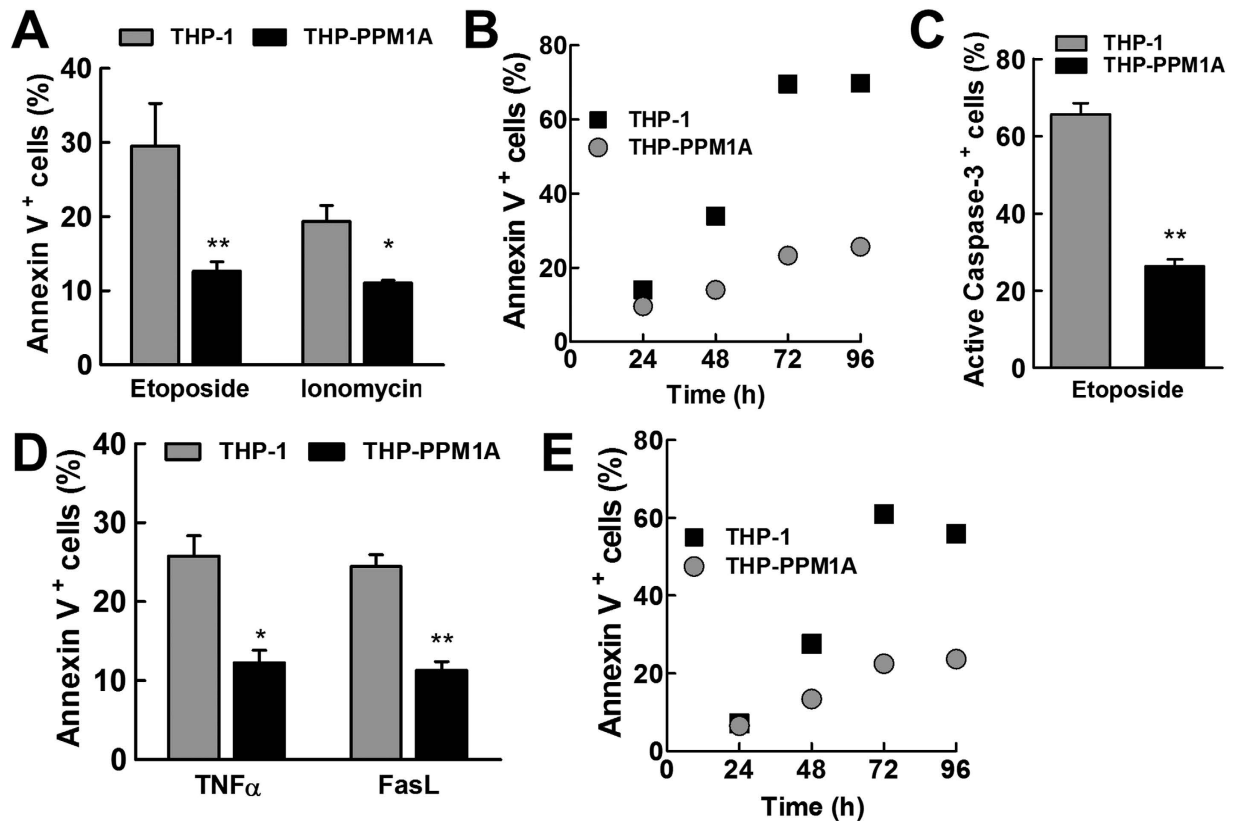 A
THP-1 THP-PPM1A
Annexin V + cells (%)
40
30
20
10
0
**
*
Etoposide Ionomycin
B
Annexin V + cells (%)
80
60
40
20
0
THP-1
THP-PPM1A
0 24 48 72 96
Time (h)
C
THP-1
THP-PPM1A
Active Caspase-3 + cells (%)
80
60
40
20
0
**
Etoposide
D
THP-1 THP-PPM1A
Annexin V + cells (%)
40
30
20
10
0
*
**
TNFα FasL
E
Annexin V + cells (%)
80
60
40
20
0
THP-1
THP-PPM1A
0 24 48 72 96
Time (h)